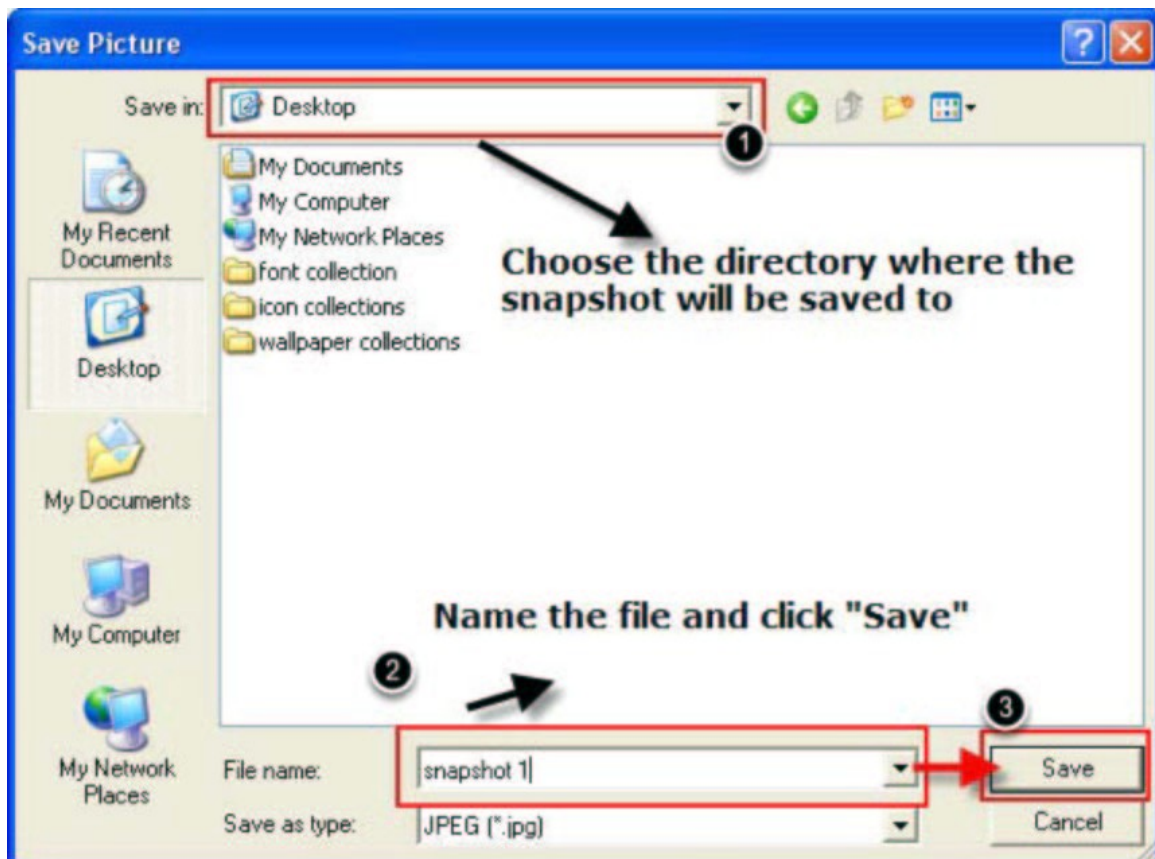 Save Picture
Save in: Desktop
1
My Documents
My Computer
My Network Places
font collection
icon collections
wallpaper collections
My Recent
Documents
Desktop
My Documents
My Computer
My Network
Places
Choose the directory where the
snapshot will be saved to
Name the file and click "Save"
2
3
File name: snapshot 1 Save
Save as type: JPEG (*.jpg) Cancel